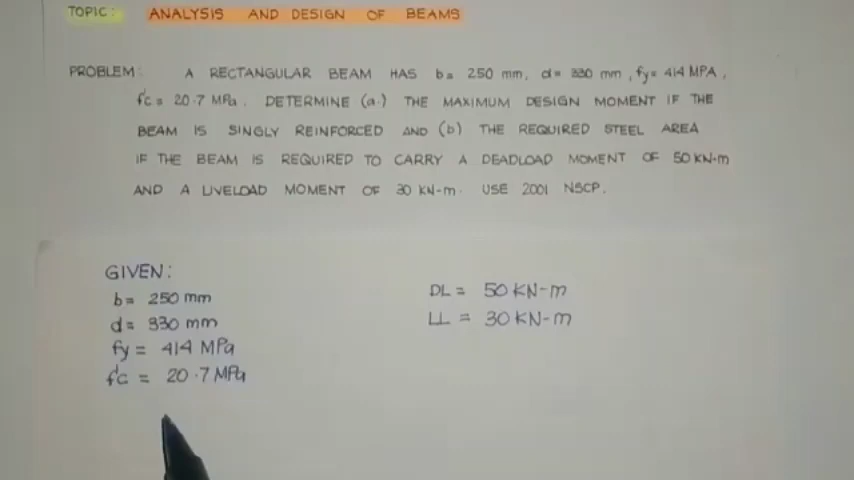 TOPIC: ANALYSIS AND DESIGN OF BEAMS
PROBLEM: A RECTANGULAR BEAM HAS b= 250 mm, d= 330 mm, fy= 414 MPA,
f'c = 20.7 MPa. DETERMINE (a.) THE MAXIMUM DESIGN MOMENT IF THE
BEAM IS SINGLY REINFORCED AND (b) THE REQUIRED STEEL AREA
IF THE BEAM IS REQUIRED TO CARRY A DEADLOAD MOMENT OF 50 KN-m
AND A LIVELOAD MOMENT OF 30 KN-m. USE 2001 NSCP.
GIVEN:
b= 250 mm
d= 330 mm
fy = 414 MPa
f'c = 20.7 MPa
DL = 50 KN-m
LL = 30 KN-m